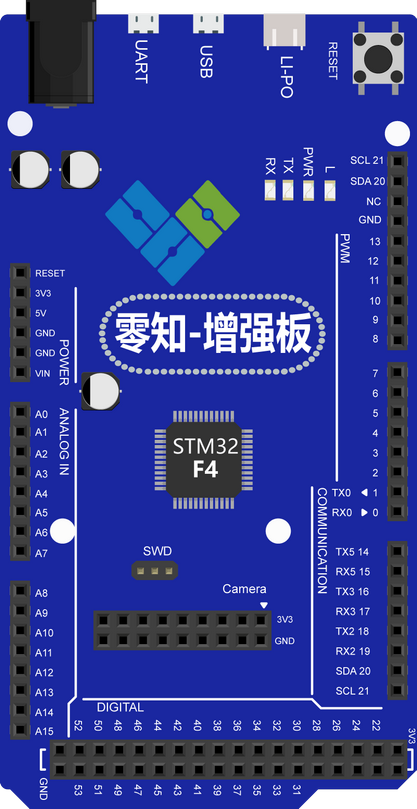 UART
USB
LI-PO
RESET
RX
TX
PWR
L
SCL 21
SDA 20
NC
GND
13
12
11
10
9
8
PWM
RESET
3V3
5V
GND
GND
VIN
POWER
零知-增强板
7
6
5
4
3
2
TX0 ◀ 1
RX0 ▶ 0
A0
A1
A2
A3
A4
A5
A6
A7
ANALOG IN
STM32
F4
COMMUNICATION
SWD
Camera
3V3
GND
TX5 14
RX5 15
TX3 16
RX3 17
TX2 18
RX2 19
SDA 20
SCL 21
A8
A9
A10
A11
A12
A13
A14
A15
DIGITAL
52 50 48 46 44 42 40 38 36 34 32 30 28 26 24 22
3V3
GND
53 51 49 47 45 43 41 39 37 35 33 31